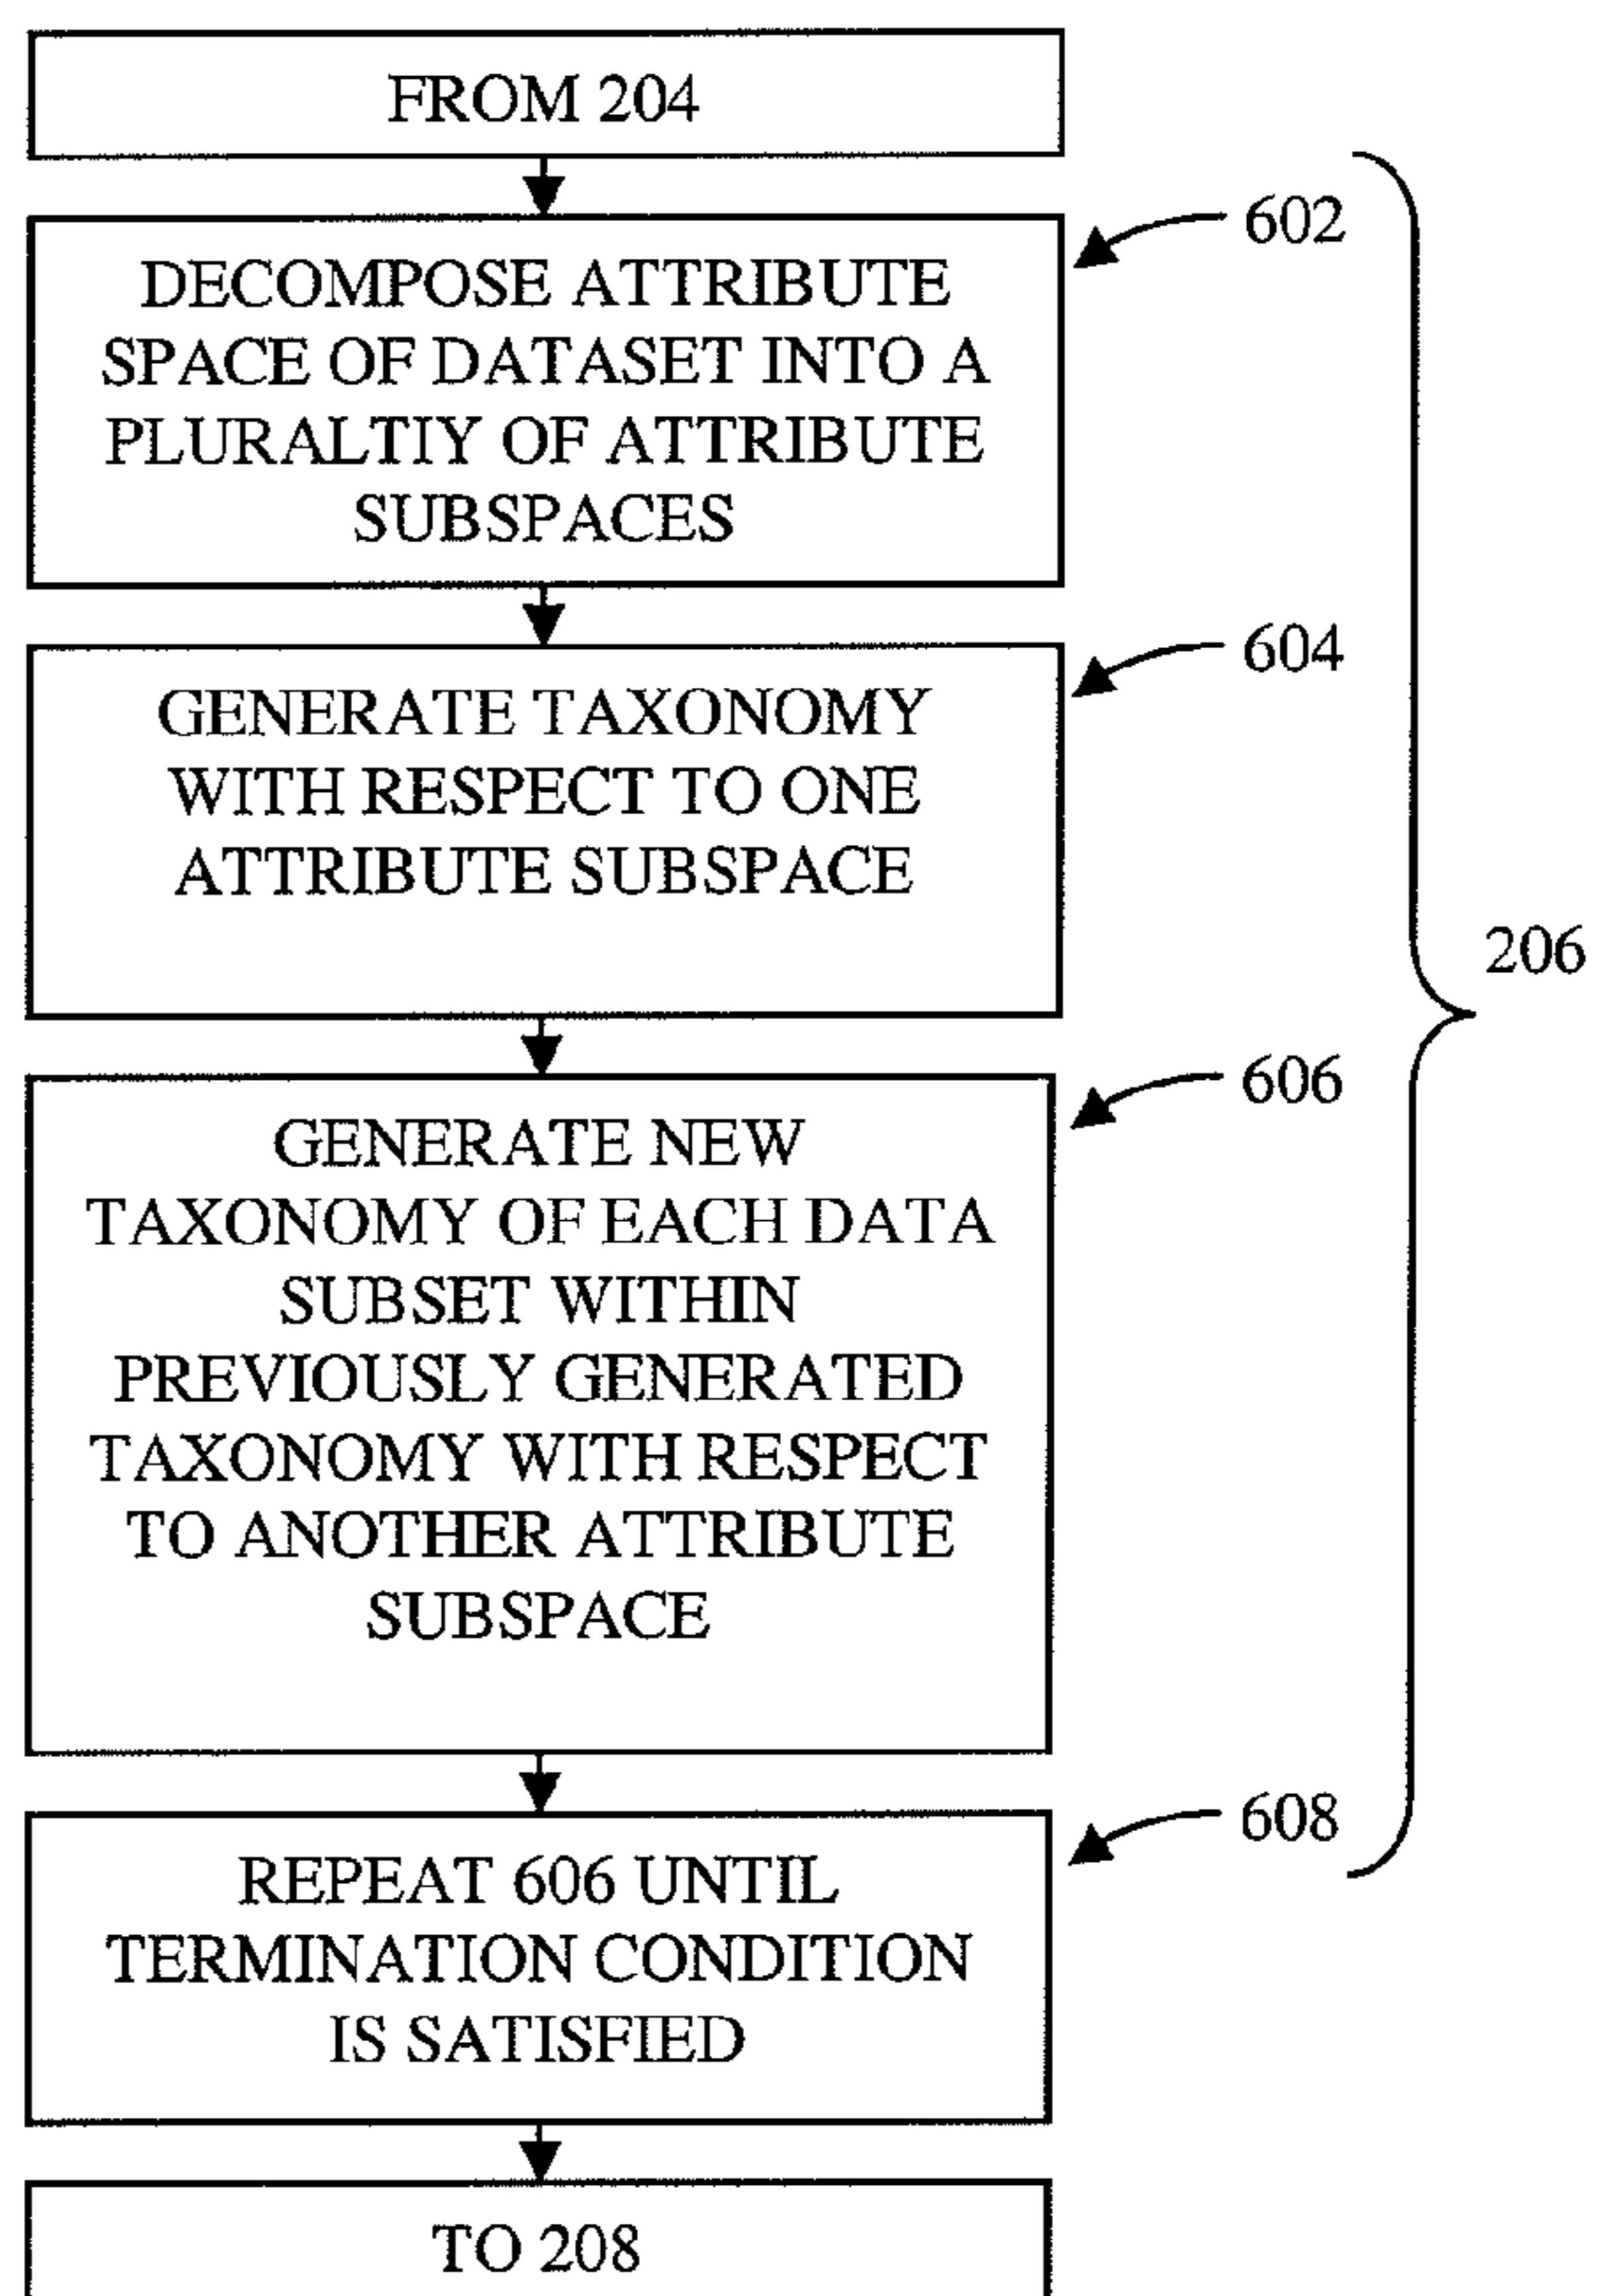 FROM 204
602
DECOMPOSE ATTRIBUTE
SPACE OF DATASET INTO A
PLURALTIY OF ATTRIBUTE
SUBSPACES
604
GENERATE TAXONOMY
WITH RESPECT TO ONE
ATTRIBUTE SUBSPACE
206
606
GENERATE NEW
TAXONOMY OF EACH DATA
SUBSET WITHIN
PREVIOUSLY GENERATED
TAXONOMY WITH RESPECT
TO ANOTHER ATTRIBUTE
SUBSPACE
608
REPEAT 606 UNTIL
TERMINATION CONDITION
IS SATISFIED
TO 208